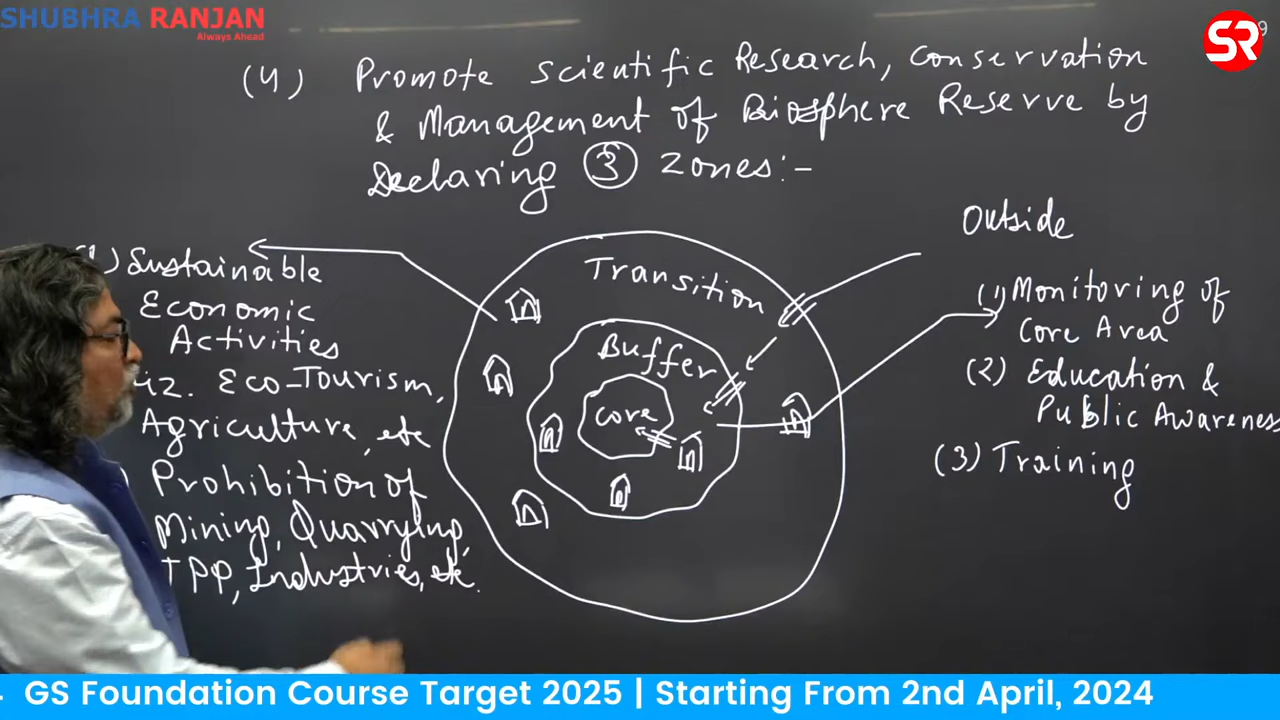 SHUBHRA RANJAN
Always Ahead
SR
9
(4) Promote Scientific Research, Conservation
& Management of Biosphere Reserve by
Declaring 3 Zones:-
Outside
Transition
Buffer
Core
Sustainable
Economic
Activities
Eco-Tourism,
Agriculture, etc
Prohibition of
Mining, Quarrying,
TPP, Industries, etc.
(1) Monitoring of
Core Area
(2) Education &
Public Awareness
(3) Training
GS Foundation Course Target 2025 | Starting From 2nd April, 2024